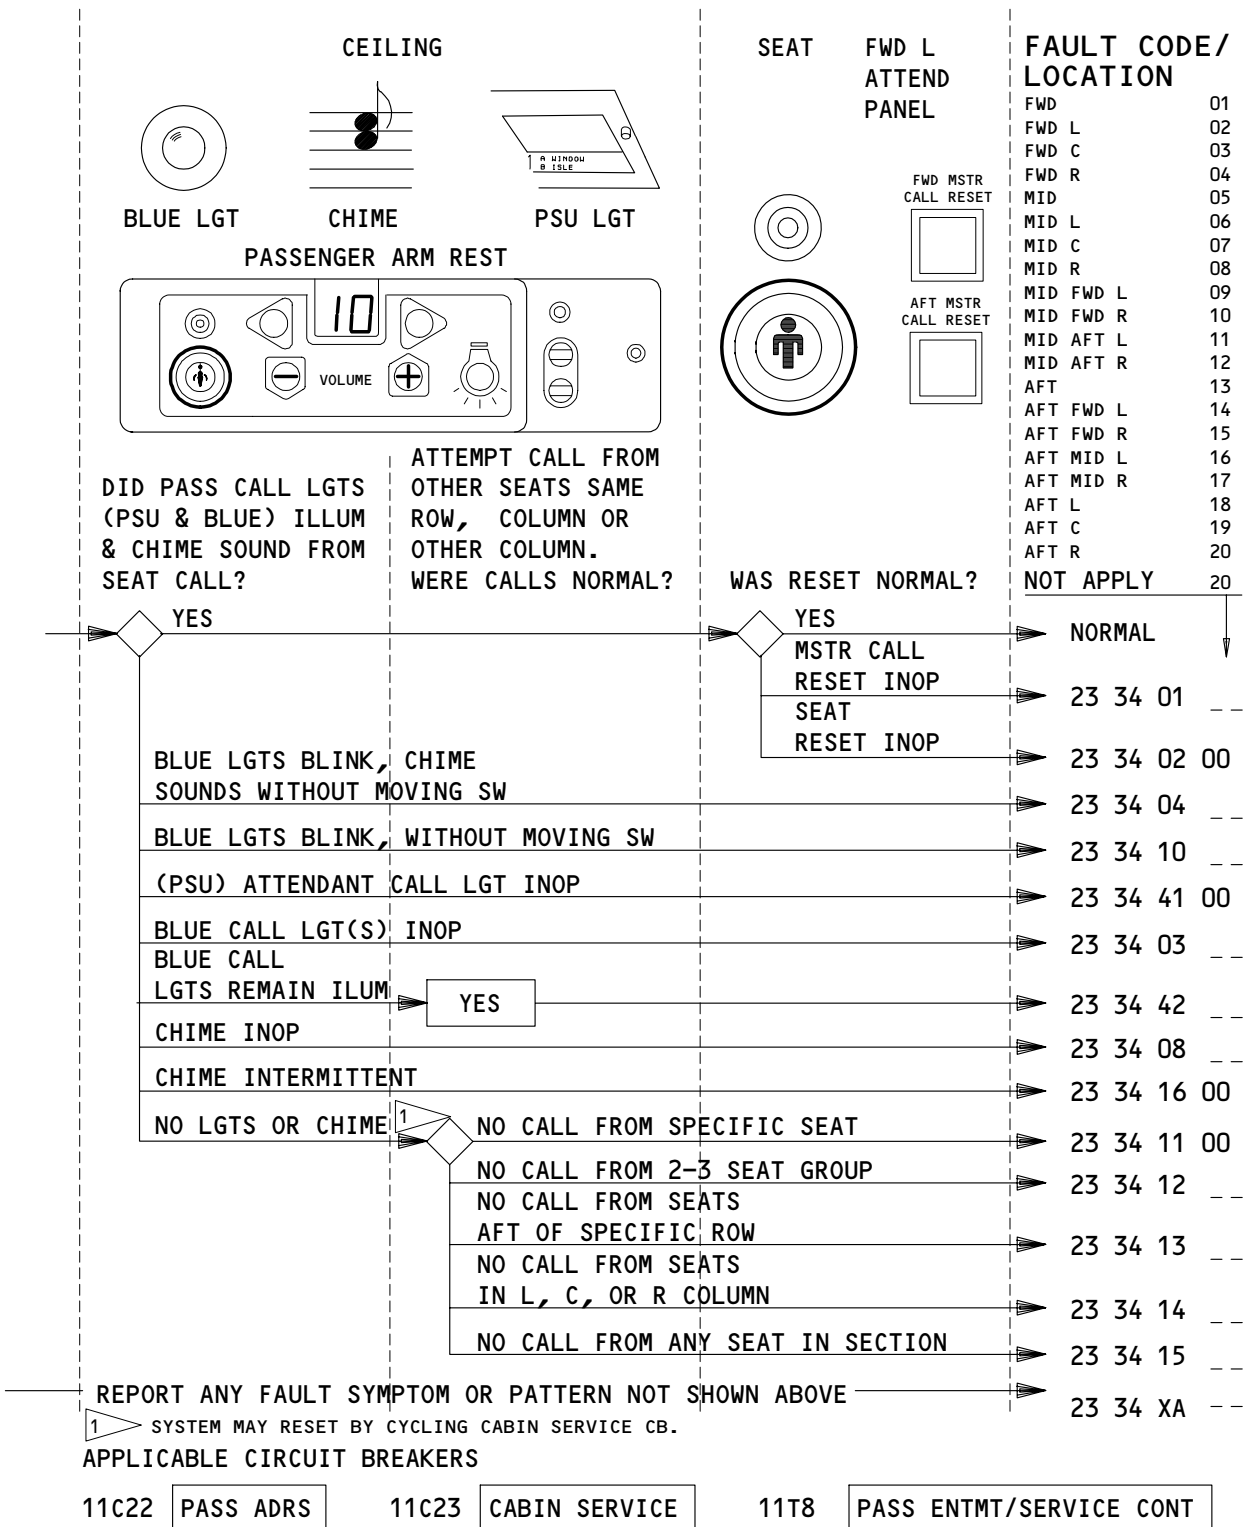 CEILING
SEAT
FWD L
ATTEND
PANEL
FAULT CODE/
LOCATION
FWD 01
FWD L 02
FWD C 03
FWD R 04
MID 05
MID L 06
MID C 07
MID R 08
MID FWD L 09
MID FWD R 10
MID AFT L 11
MID AFT R 12
AFT 13
AFT FWD L 14
AFT FWD R 15
AFT MID L 16
AFT MID R 17
AFT L 18
AFT C 19
AFT R 20
NOT APPLY 20
1 A WINDOW
B ISLE
BLUE LGT
CHIME
PSU LGT
FWD MSTR
CALL RESET
AFT MSTR
CALL RESET
PASSENGER ARM REST
10
VOLUME
DID PASS CALL LGTS
(PSU & BLUE) ILLUM
& CHIME SOUND FROM
SEAT CALL?
ATTEMPT CALL FROM
OTHER SEATS SAME
ROW, COLUMN OR
OTHER COLUMN.
WERE CALLS NORMAL?
WAS RESET NORMAL?
YES
YES
NORMAL
MSTR CALL
RESET INOP
23 34 01 _ _
SEAT
RESET INOP
23 34 02 00
BLUE LGTS BLINK, CHIME
SOUNDS WITHOUT MOVING SW
23 34 04 _ _
BLUE LGTS BLINK, WITHOUT MOVING SW
23 34 10 _ _
(PSU) ATTENDANT CALL LGT INOP
23 34 41 00
BLUE CALL LGT(S) INOP
23 34 03 _ _
BLUE CALL
LGTS REMAIN ILUM
YES
23 34 42 _ _
CHIME INOP
23 34 08 _ _
CHIME INTERMITTENT
23 34 16 00
NO LGTS OR CHIME
1
NO CALL FROM SPECIFIC SEAT
23 34 11 00
NO CALL FROM 2-3 SEAT GROUP
23 34 12 _ _
NO CALL FROM SEATS
AFT OF SPECIFIC ROW
23 34 13 _ _
NO CALL FROM SEATS
IN L, C, OR R COLUMN
23 34 14 _ _
NO CALL FROM ANY SEAT IN SECTION
23 34 15 _ _
REPORT ANY FAULT SYMPTOM OR PATTERN NOT SHOWN ABOVE
23 34 XA _ _
1 SYSTEM MAY RESET BY CYCLING CABIN SERVICE CB.
APPLICABLE CIRCUIT BREAKERS
11C22 PASS ADRS
11C23 CABIN SERVICE
11T8 PASS ENTMT/SERVICE CONT